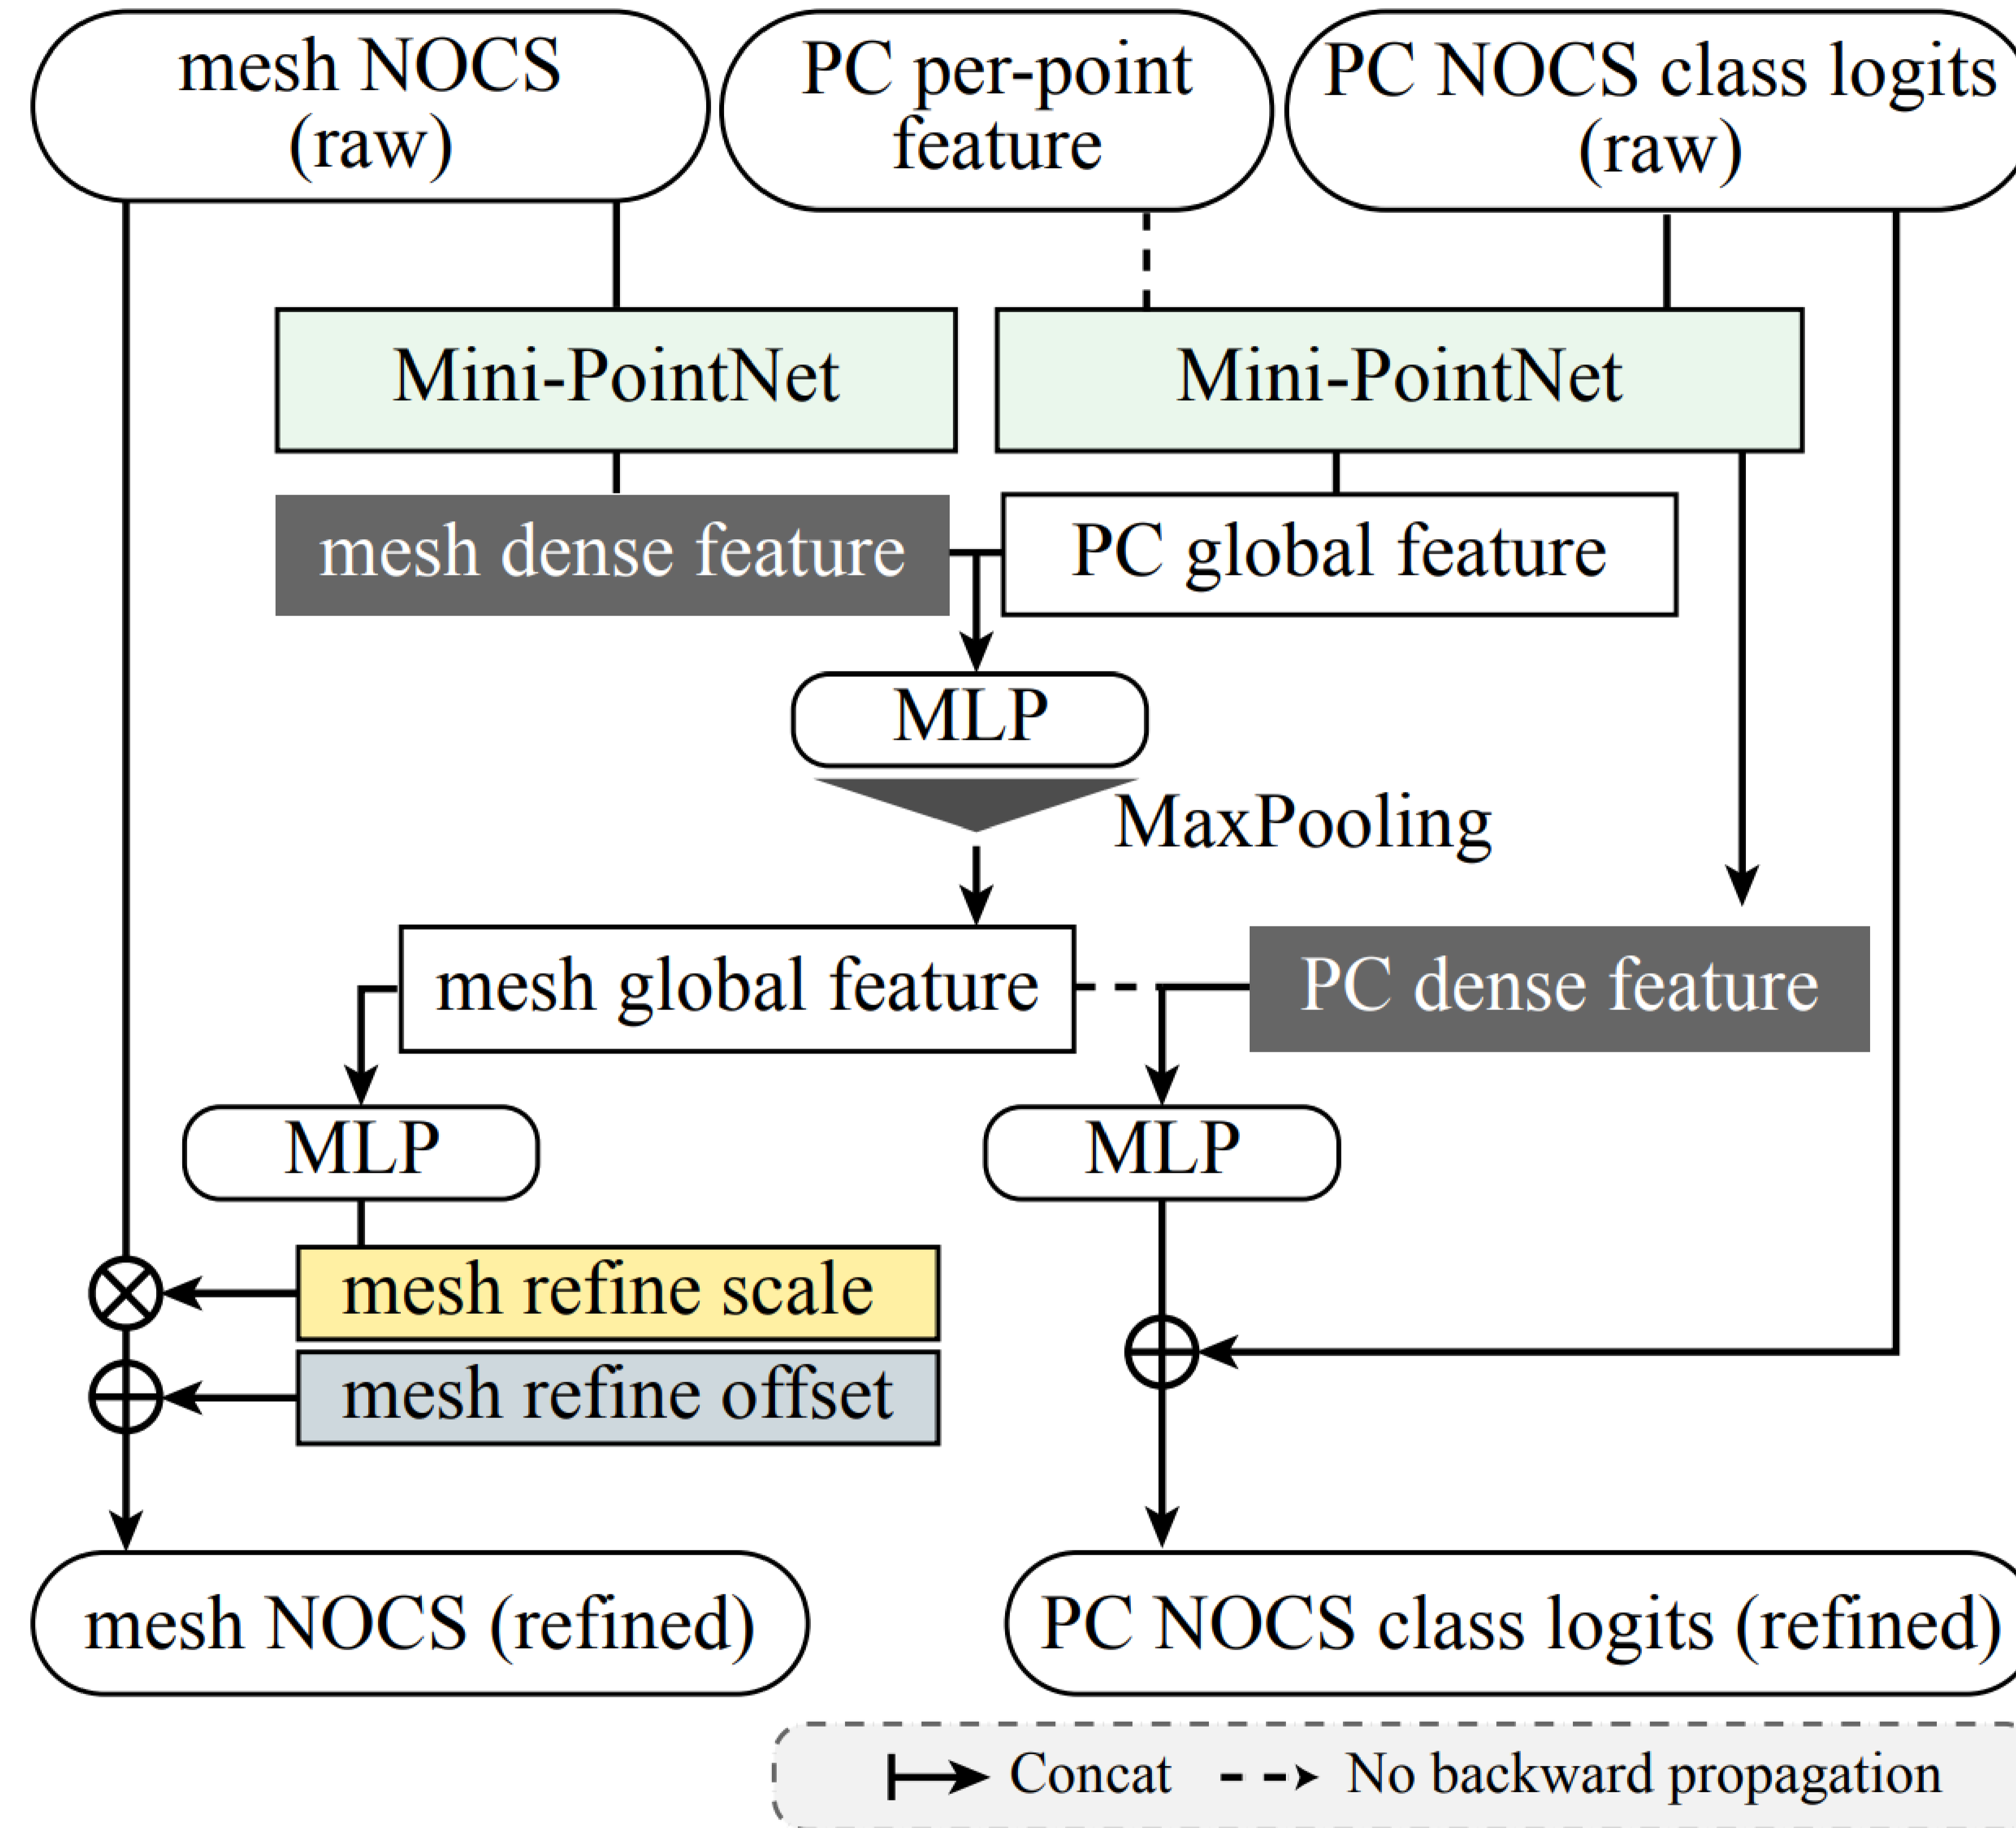 mesh NOCS
(raw)
PC per-point
feature
PC NOCS class logits
(raw)
Mini-PointNet
Mini-PointNet
mesh dense feature
PC global feature
MLP
MaxPooling
mesh global feature
PC dense feature
MLP
MLP
mesh refine scale
mesh refine offset
mesh NOCS (refined)
PC NOCS class logits (refined)
Concat
No backward propagation